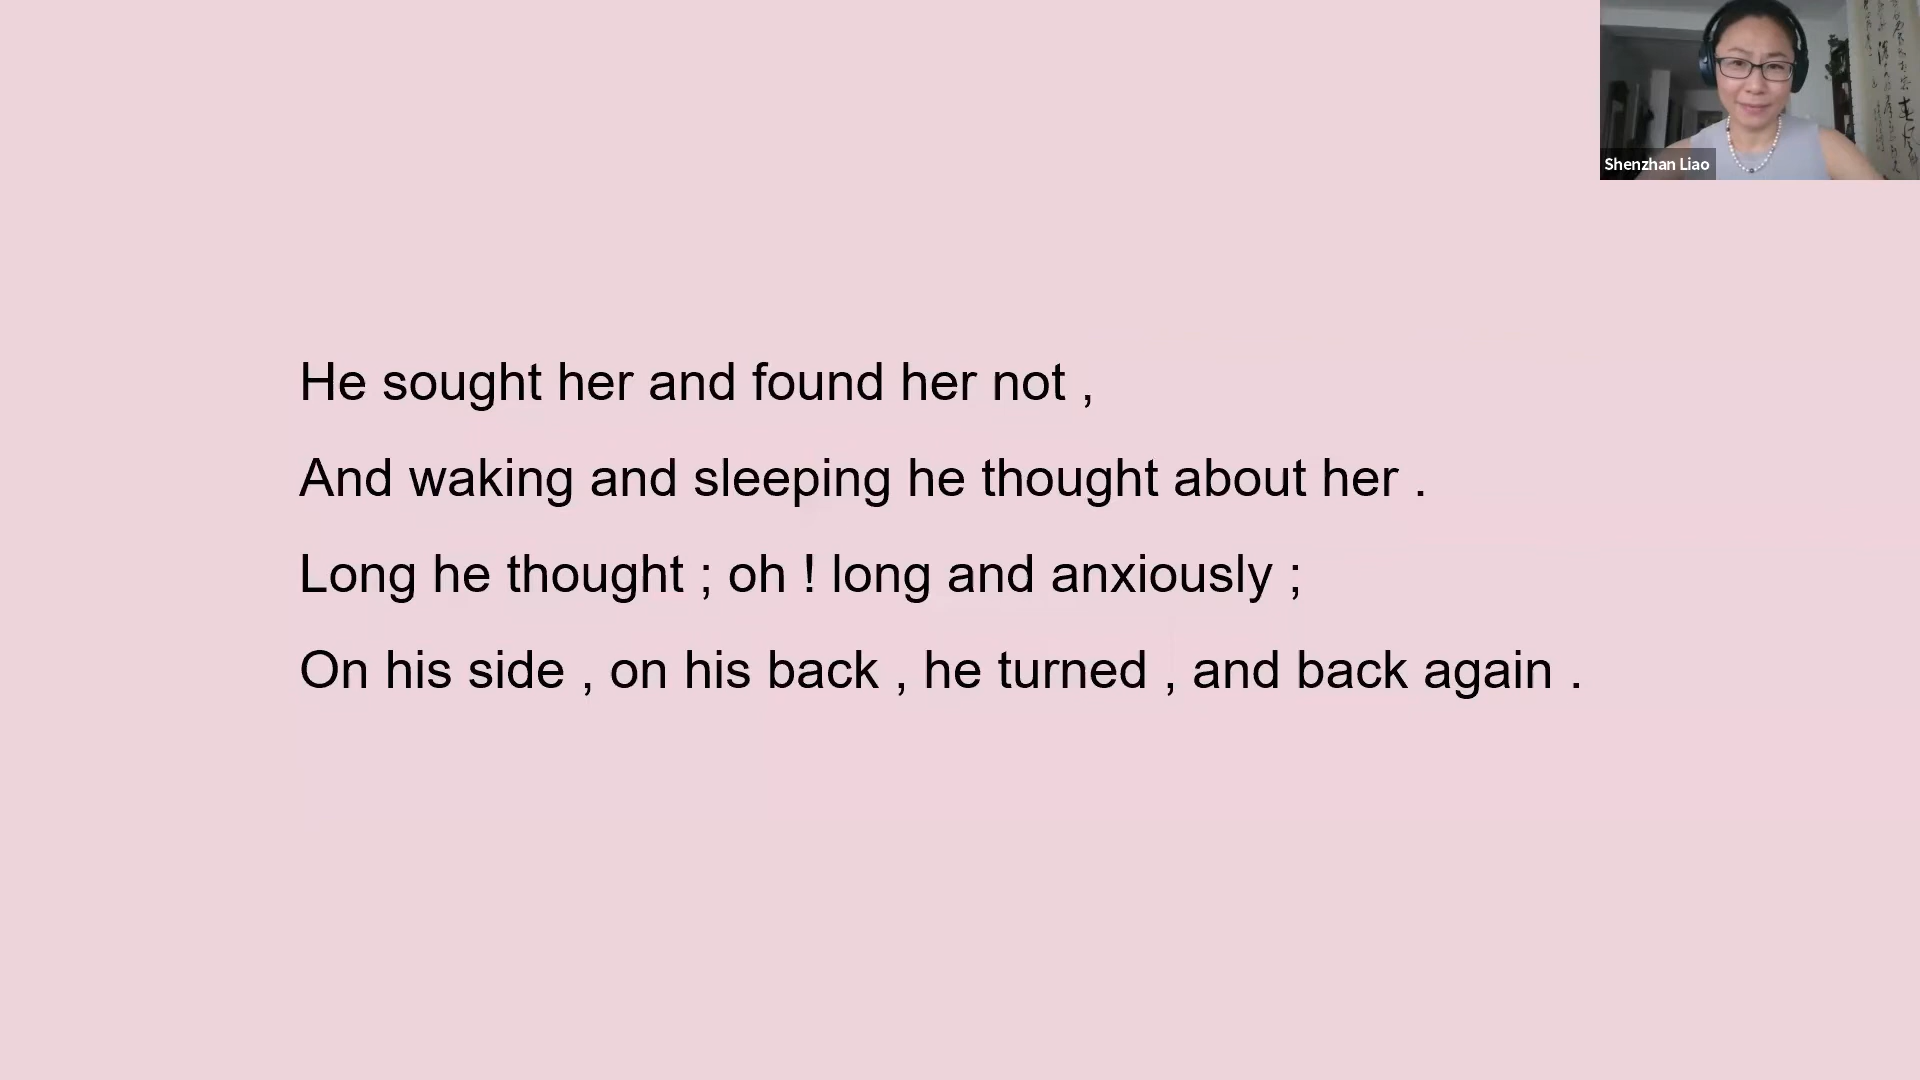 He sought her and found her not ,
And waking and sleeping he thought about her .
Long he thought ; oh ! long and anxiously ;
On his side , on his back , he turned , and back again .
Shenzhan Liao